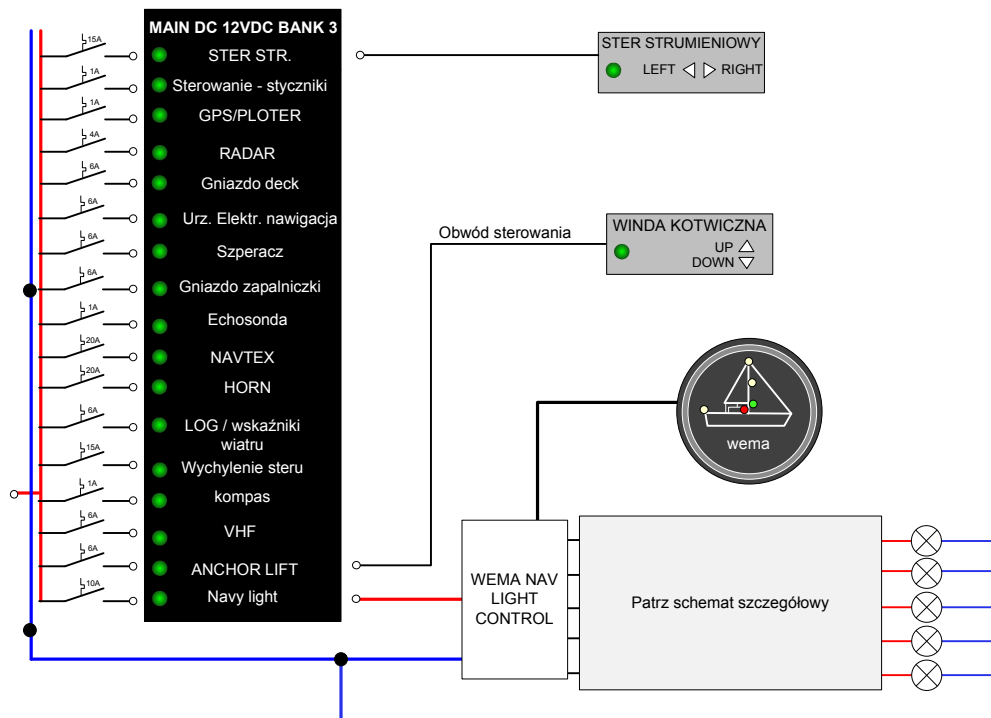 MAIN DC 12VDC BANK 3
15A
STER STR.
1A
Sterowanie - styczniki
1A
GPS/PLOTER
4A
RADAR
6A
Gniazdo deck
6A
Urz. Elektr. nawigacja
6A
Szperacz
6A
Gniazdo zapalniczki
1A
Echosonda
20A
NAVTEX
20A
HORN
6A
LOG / wskaźniki
wiatru
15A
Wychylenie steru
1A
kompas
6A
VHF
6A
ANCHOR LIFT
10A
Navy light
STER STRUMIENIOWY
LEFT RIGHT
Obwód sterowania
WINDA KOTWICZNA
UP
DOWN
wema
WEMA NAV
LIGHT
CONTROL
Patrz schemat szczegółowy